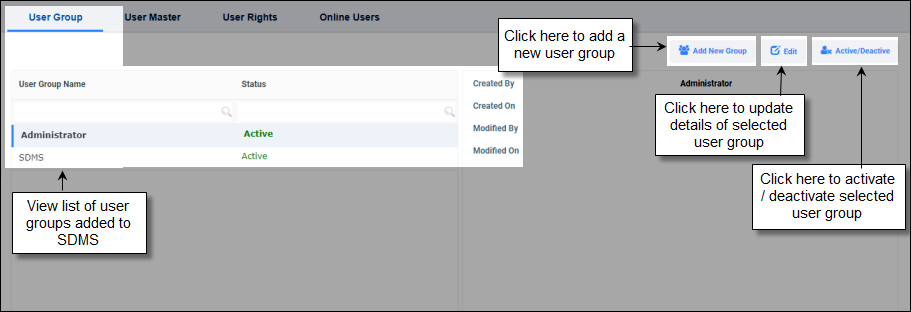 User Group
User Master
User Rights
Online Users
Click here to add a
new user group
Add New Group
Edit
Active/Deactive
User Group Name
Status
Created By
Administrator
Created On
Modified By
Modified On
Administrator
Active
SDMS
Active
Click here to update
details of selected
user group
Click here to activate
/ deactivate selected
user group
View list of user
groups added to
SDMS